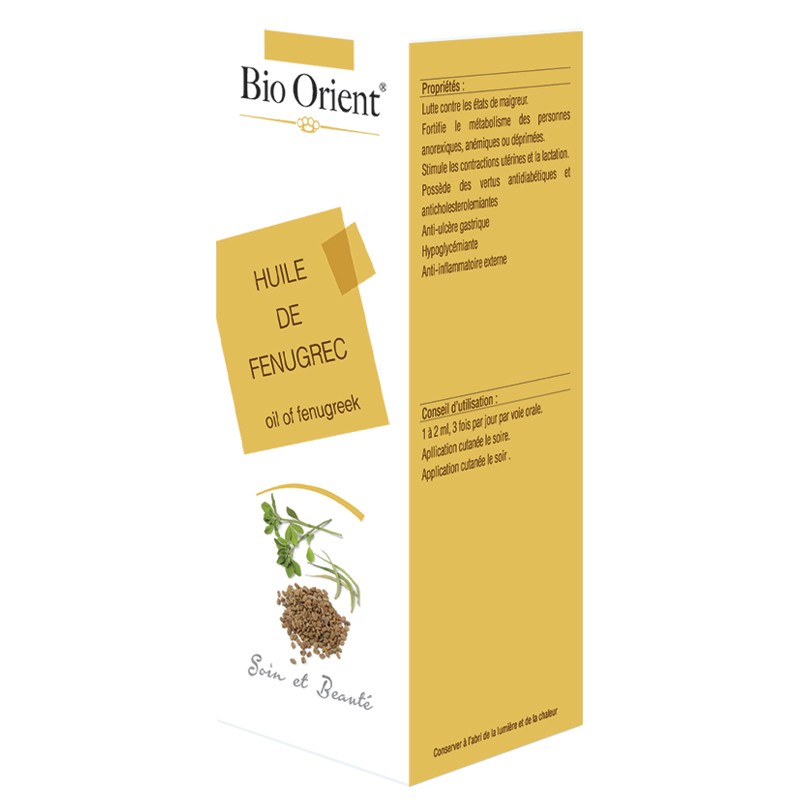 Bio Orient®
HUILE
DE
FENUGREC
oil of fenugreek
Soin et Beauté
Propriétés :
Lutte contre les états de maigreur.
Fortifie le métabolisme des personnes
anorexiques, anémiques ou déprimées.
Stimule les contractions utérines et la lactation.
Possède des vertus antidiabétiques et
anticholesterolemiantes
Anti-ulcère gastrique
Hypoglycémiante
Anti-inflammatoire externe
Conseil d'utilisation :
1 à 2 ml, 3 fois par jour par voie orale.
Apllication cutanée le soire.
Application cutanée le soir .
Conserver à l'abri de la lumière et de la chaleur